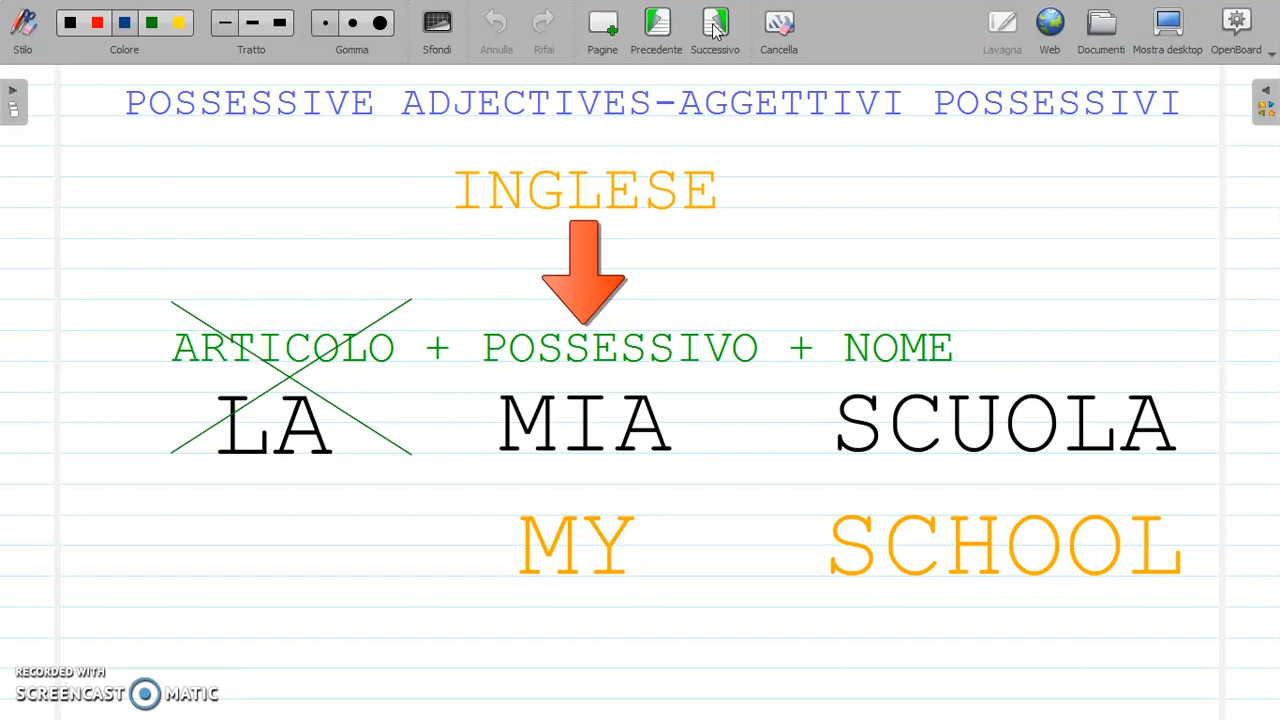 Stilo Colore Tratto Gomma Sfondi Annulla Rifai Pagine Precedente Successivo Cancella Lavagna Web Documenti Mostra desktop OpenBoard
POSSESSIVE ADJECTIVES-AGGETTIVI POSSESSIVI
INGLESE
ARTICOLO + POSSESSIVO + NOME
LA MIA SCUOLA
MY SCHOOL
RECORDED WITH
SCREENCAST MATIC